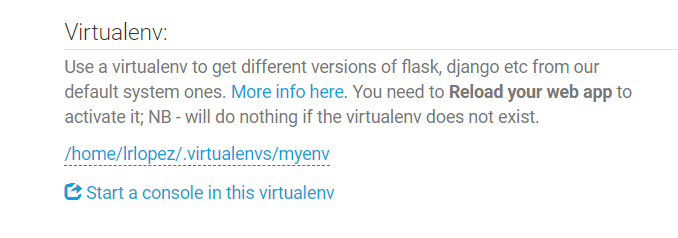 Virtualenv:
Use a virtualenv to get different versions of flask, django etc from our
default system ones. More info here. You need to Reload your web app to
activate it; NB - will do nothing if the virtualenv does not exist.
/home/lrlopez/.virtualenvs/myenv
Start a console in this virtualenv